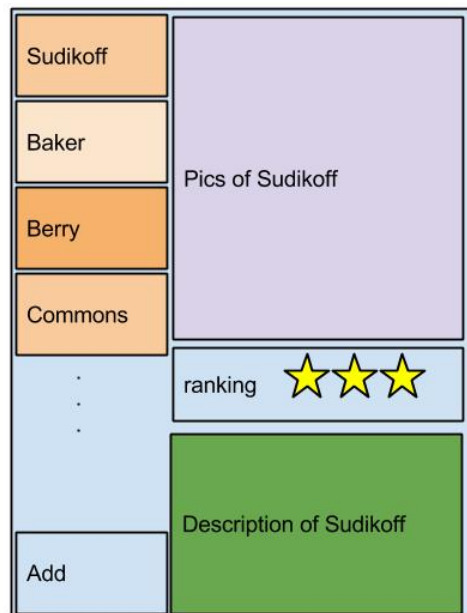 Sudikoff
Baker
Berry
Commons
.
.
.
Add
Pics of Sudikoff
ranking
Description of Sudikoff